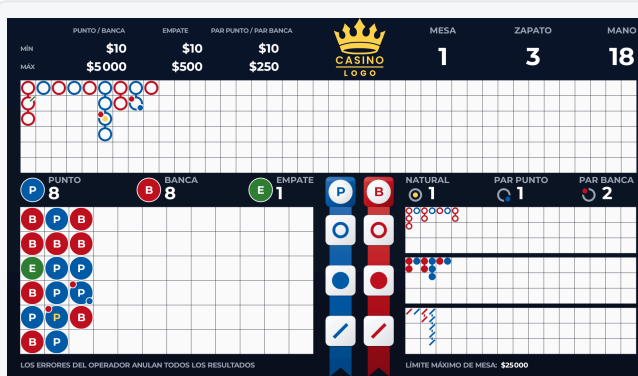 PUNTO / BANCA EMPATE PAR PUNTO / PAR BANCA
MÍN $10 $10 $10
MÁX $5000 $500 $250
CASINO
LOGO
MESA ZAPATO MANO
1 3 18
P PUNTO 8
B BANCA 8
E EMPATE 1
P B
NATURAL 1
PAR PUNTO 1
PAR BANCA 2
B P B
B B B
E P P
B P P
P P B
B P
LOS ERRORES DEL OPERADOR ANULAN TODOS LOS RESULTADOS
LÍMITE MÁXIMO DE MESA: $25000